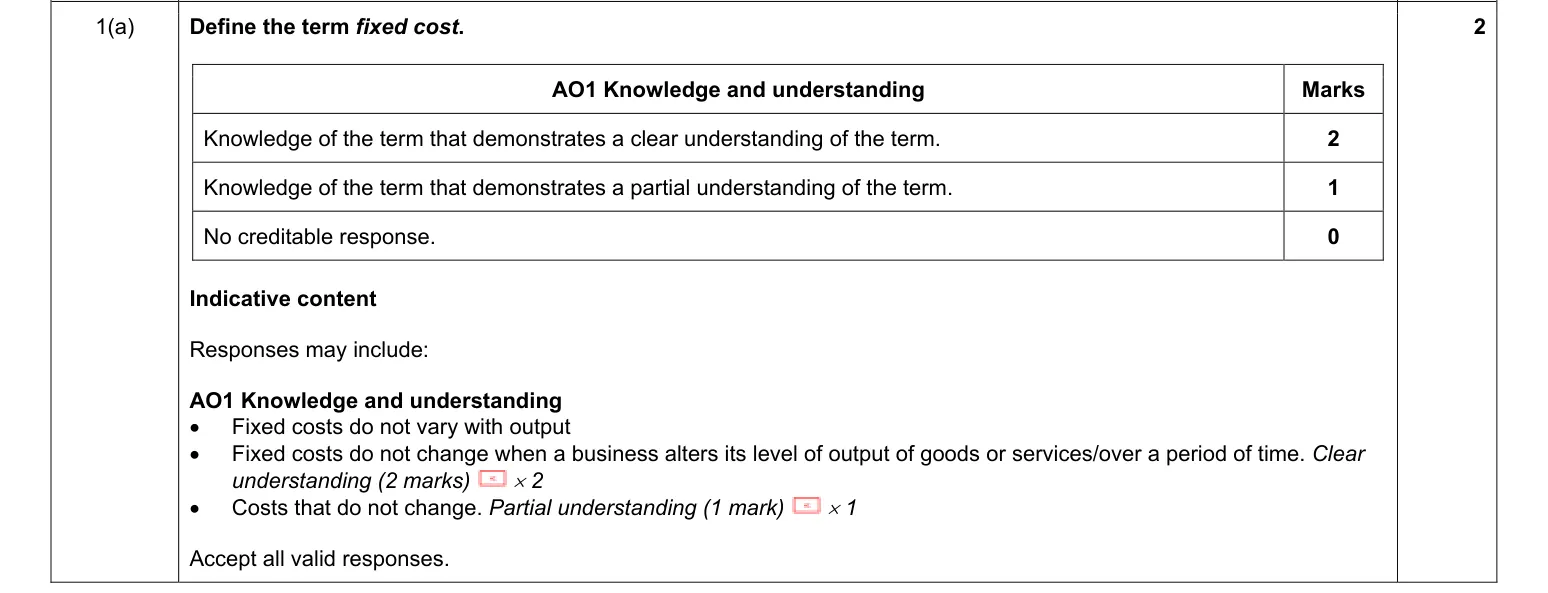 1(a) Define the term fixed cost. 2
AO1 Knowledge and understanding Marks
Knowledge of the term that demonstrates a clear understanding of the term. 2
Knowledge of the term that demonstrates a partial understanding of the term. 1
No creditable response. 0
Indicative content
Responses may include:
AO1 Knowledge and understanding
• Fixed costs do not vary with output
• Fixed costs do not change when a business alters its level of output of goods or services/over a period of time. Clear
understanding (2 marks) × 2
• Costs that do not change. Partial understanding (1 mark) × 1
Accept all valid responses.